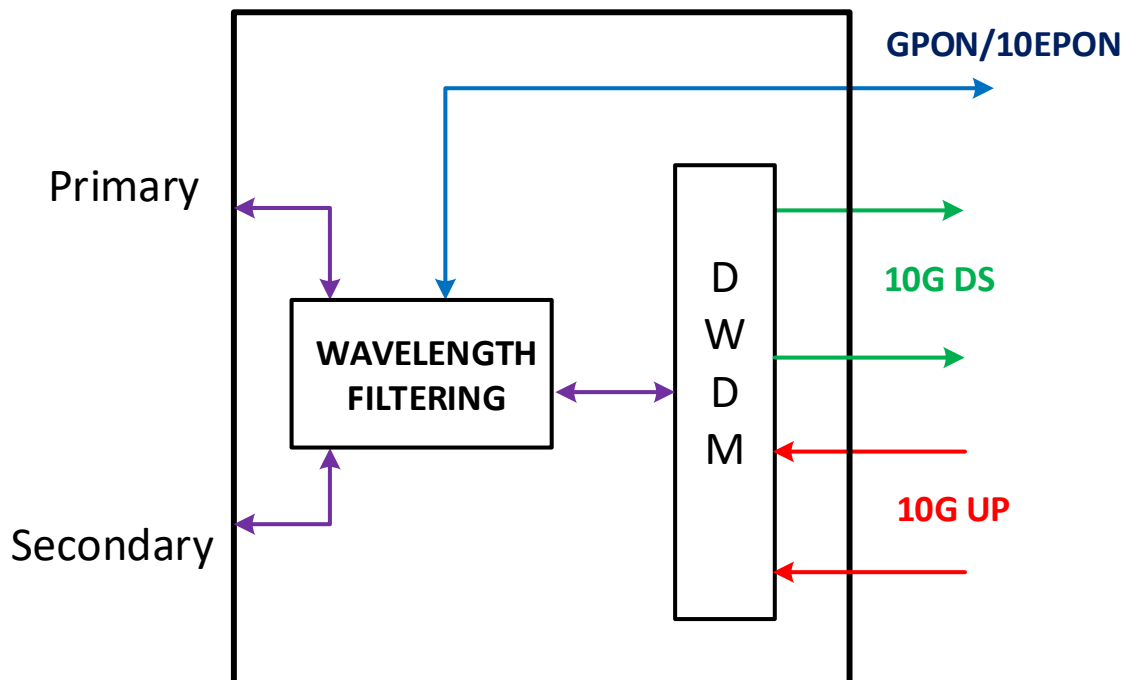 GPON/10EPON
Primary
10G DS
WAVELENGTH
FILTERING
D
W
D
M
10G UP
Secondary